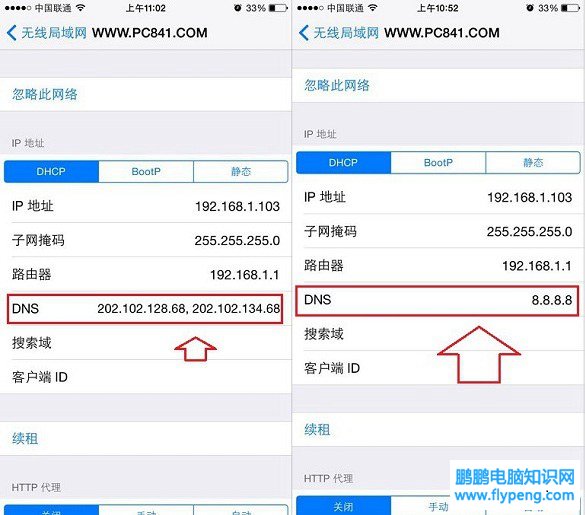 中国联通 上午11:02 33%
无线局域网 WWW.PC841.COM
忽略此网络
IP 地址
DHCP BootP 静态
IP 地址 192.168.1.103
子网掩码 255.255.255.0
路由器 192.168.1.1
DNS 202.102.128.68, 202.102.134.68
搜索域
客户端 ID
续租
HTTP 代理
关闭 手动 自动
中国联通 上午10:52 33%
无线局域网 WWW.PC841.COM
忽略此网络
IP 地址
DHCP BootP 静态
IP 地址 192.168.1.103
子网掩码 255.255.255.0
路由器 192.168.1.1
DNS 8.8.8.8
搜索域
客户端 ID
续租
HTTP 代理
关闭 手动
鹏鹏电脑知识网
www.flypeng.com